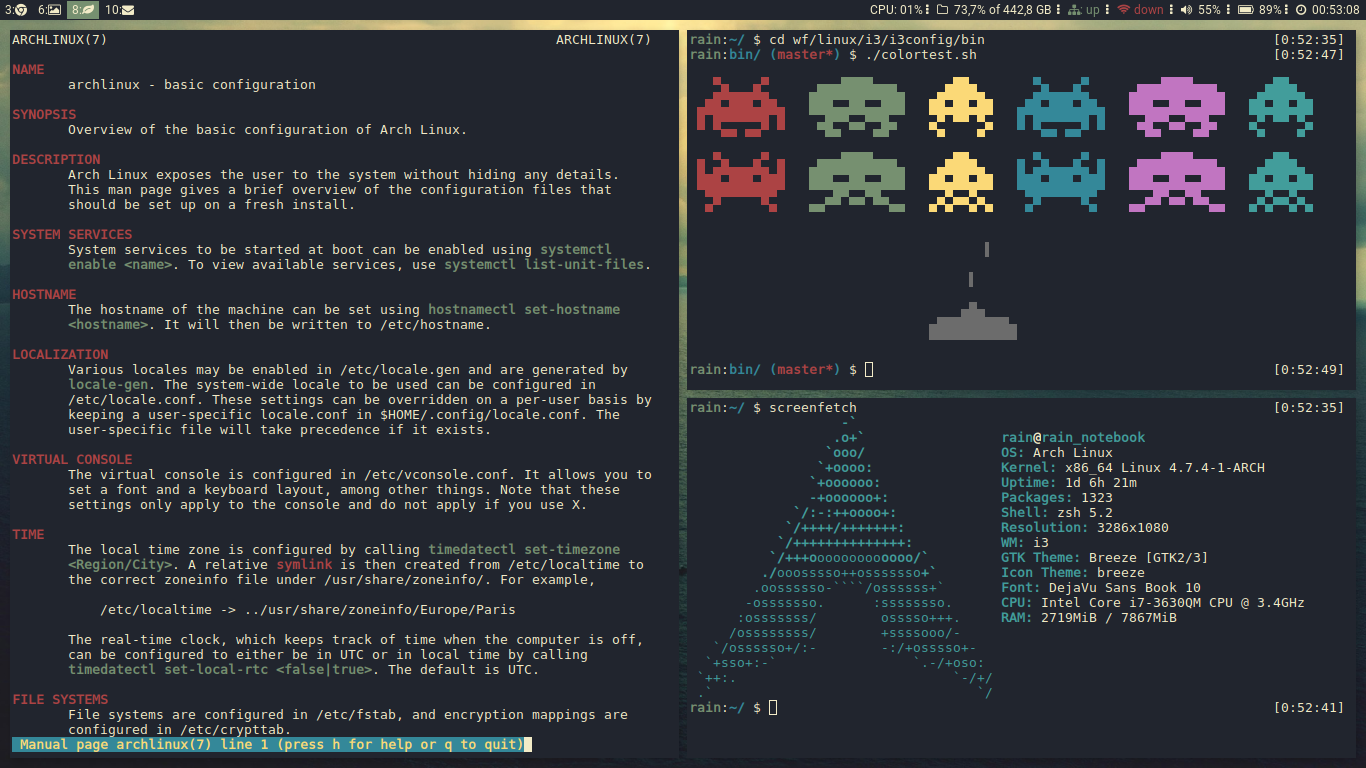 3: 6: 8: 10: CPU: 01% 73,7% of 442,8 GB up down 55% 89% 00:53:08
ARCHLINUX(7) ARCHLINUX(7)
NAME
archlinux - basic configuration
SYNOPSIS
Overview of the basic configuration of Arch Linux.
DESCRIPTION
Arch Linux exposes the user to the system without hiding any details.
This man page gives a brief overview of the configuration files that
should be set up on a fresh install.
SYSTEM SERVICES
System services to be started at boot can be enabled using systemctl
enable <name>. To view available services, use systemctl list-unit-files.
HOSTNAME
The hostname of the machine can be set using hostnamectl set-hostname
<hostname>. It will then be written to /etc/hostname.
LOCALIZATION
Various locales may be enabled in /etc/locale.gen and are generated by
locale-gen. The system-wide locale to be used can be configured in
/etc/locale.conf. These settings can be overridden on a per-user basis by
keeping a user-specific locale.conf in $HOME/.config/locale.conf. The
user-specific file will take precedence if it exists.
VIRTUAL CONSOLE
The virtual console is configured in /etc/vconsole.conf. It allows you to
set a font and a keyboard layout, among other things. Note that these
settings only apply to the console and do not apply if you use X.
TIME
The local time zone is configured by calling timedatectl set-timezone
<Region/City>. A relative symlink is then created from /etc/localtime to
the correct zoneinfo file under /usr/share/zoneinfo/. For example,
/etc/localtime -> ../usr/share/zoneinfo/Europe/Paris
The real-time clock, which keeps track of time when the computer is off,
can be configured to either be in UTC or in local time by calling
timedatectl set-local-rtc <false|true>. The default is UTC.
FILE SYSTEMS
File systems are configured in /etc/fstab, and encryption mappings are
configured in /etc/crypttab.
Manual page archlinux(7) line 1 (press h for help or q to quit)
rain:~/ $ cd wf/linux/i3/i3config/bin [0:52:35]
rain:bin/ (master*) $ ./colortest.sh [0:52:47]
rain:bin/ (master*) $ [0:52:49]
rain:~/ $ screenfetch [0:52:35]
-`
.o+`
`ooo/
`+oooo:
`+oooooo:
-+oooooo+:
`/:-:++oooo+:
`/++++/+++++++:
`/++++++++++++++:
`/+++ooooooooooooo/`
./ooosssso++osssssso+`
.oossssso-````/ossssss+`
-osssssso. :ssssssso.
:osssssss/ osssso+++.
/ossssssss/ +ssssooo/-
`/ossssso+/:- -:/+osssso+-
`+sso+:-` `.-/+oso:
`++:. `-/+/
.` `/
rain@rain_notebook
OS: Arch Linux
Kernel: x86_64 Linux 4.7.4-1-ARCH
Uptime: 1d 6h 21m
Packages: 1323
Shell: zsh 5.2
Resolution: 3286x1080
WM: i3
GTK Theme: Breeze [GTK2/3]
Icon Theme: breeze
Font: DejaVu Sans Book 10
CPU: Intel Core i7-3630QM CPU @ 3.4GHz
RAM: 2719MiB / 7867MiB
rain:~/ $ [0:52:41]